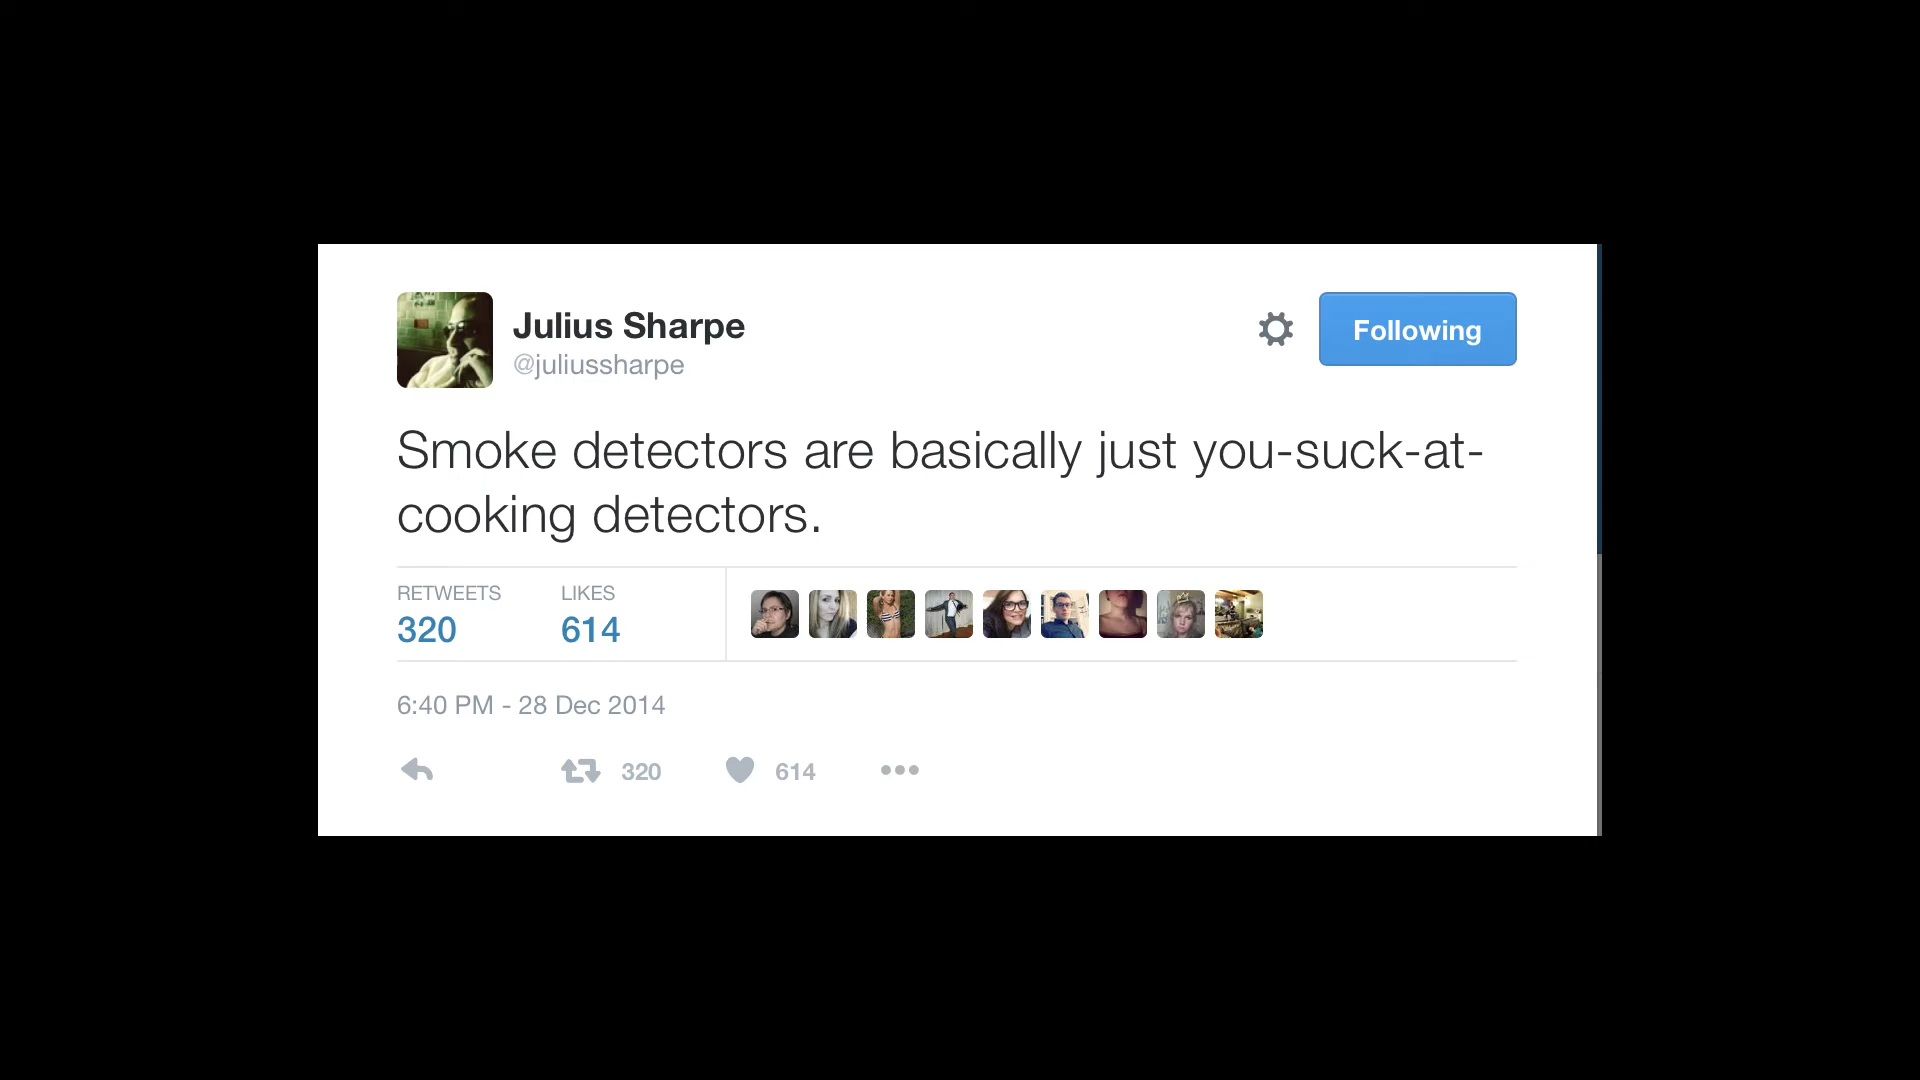 Julius Sharpe
@juliussharpe
Following
Smoke detectors are basically just you-suck-at-
cooking detectors.
RETWEETS LIKES
320 614
6:40 PM - 28 Dec 2014
320 614